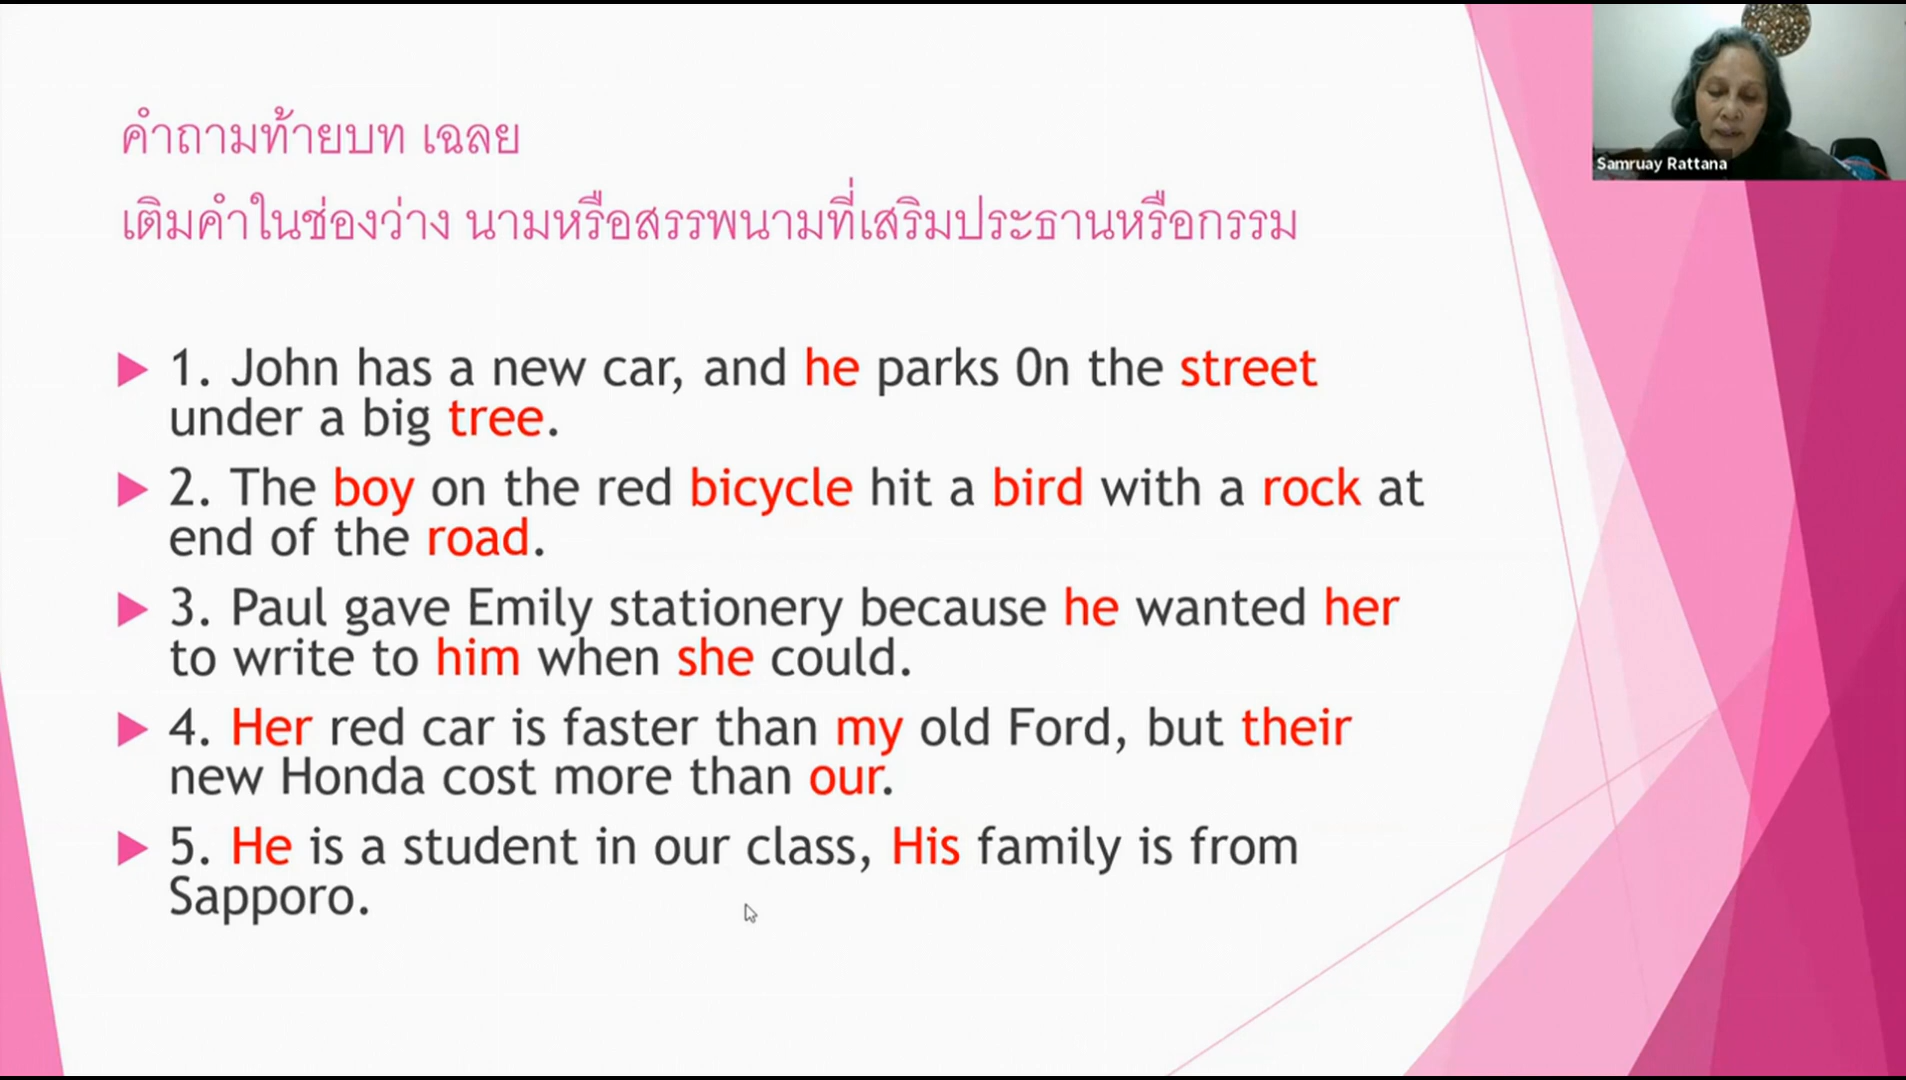 คำถามท้ายบท เฉลย
เติมคำในช่องว่าง นามหรือสรรพนามที่เสริมประธานหรือกรรม
1. John has a new car, and he parks 0n the street
under a big tree.
2. The boy on the red bicycle hit a bird with a rock at
end of the road.
3. Paul gave Emily stationery because he wanted her
to write to him when she could.
4. Her red car is faster than my old Ford, but their
new Honda cost more than our.
5. He is a student in our class, His family is from
Sapporo.
Samruay Rattana